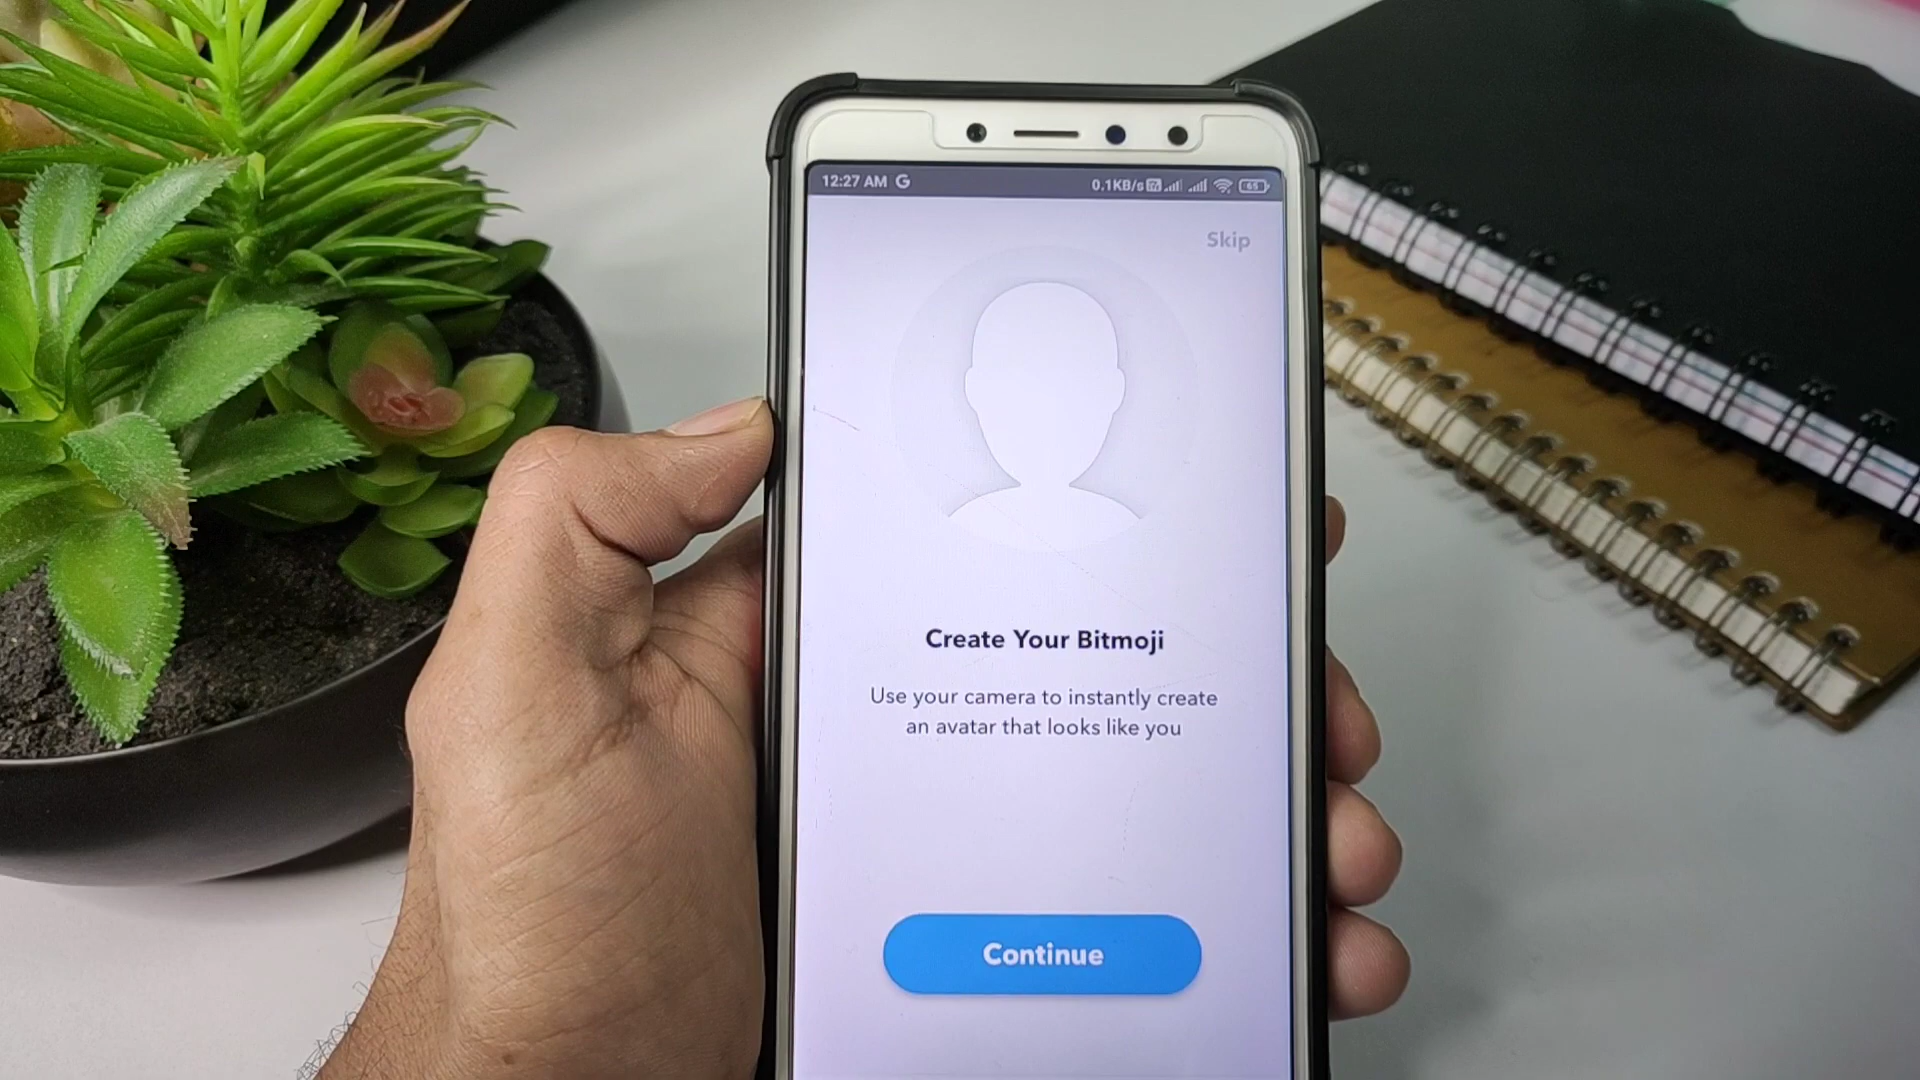 12:27 AM G
0.1KB/s 65
Skip
Create Your Bitmoji
Use your camera to instantly create
an avatar that looks like you
Continue